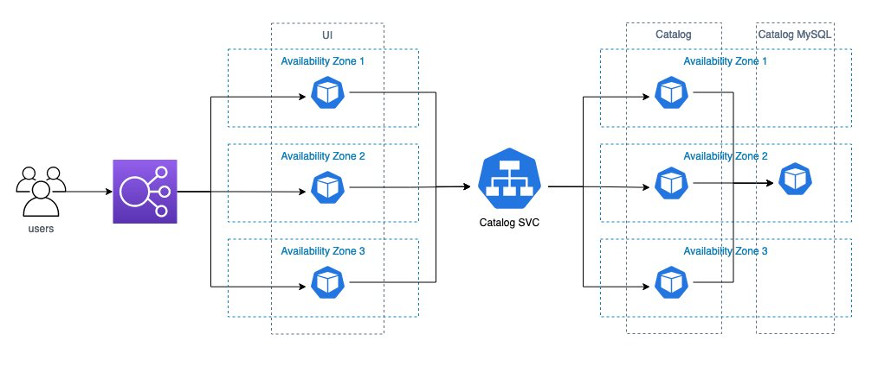 UI
Availability Zone 1
Availability Zone 2
Availability Zone 3
users
Catalog SVC
Catalog
Catalog MySQL
Availability Zone 1
Availability Zone 2
Availability Zone 3